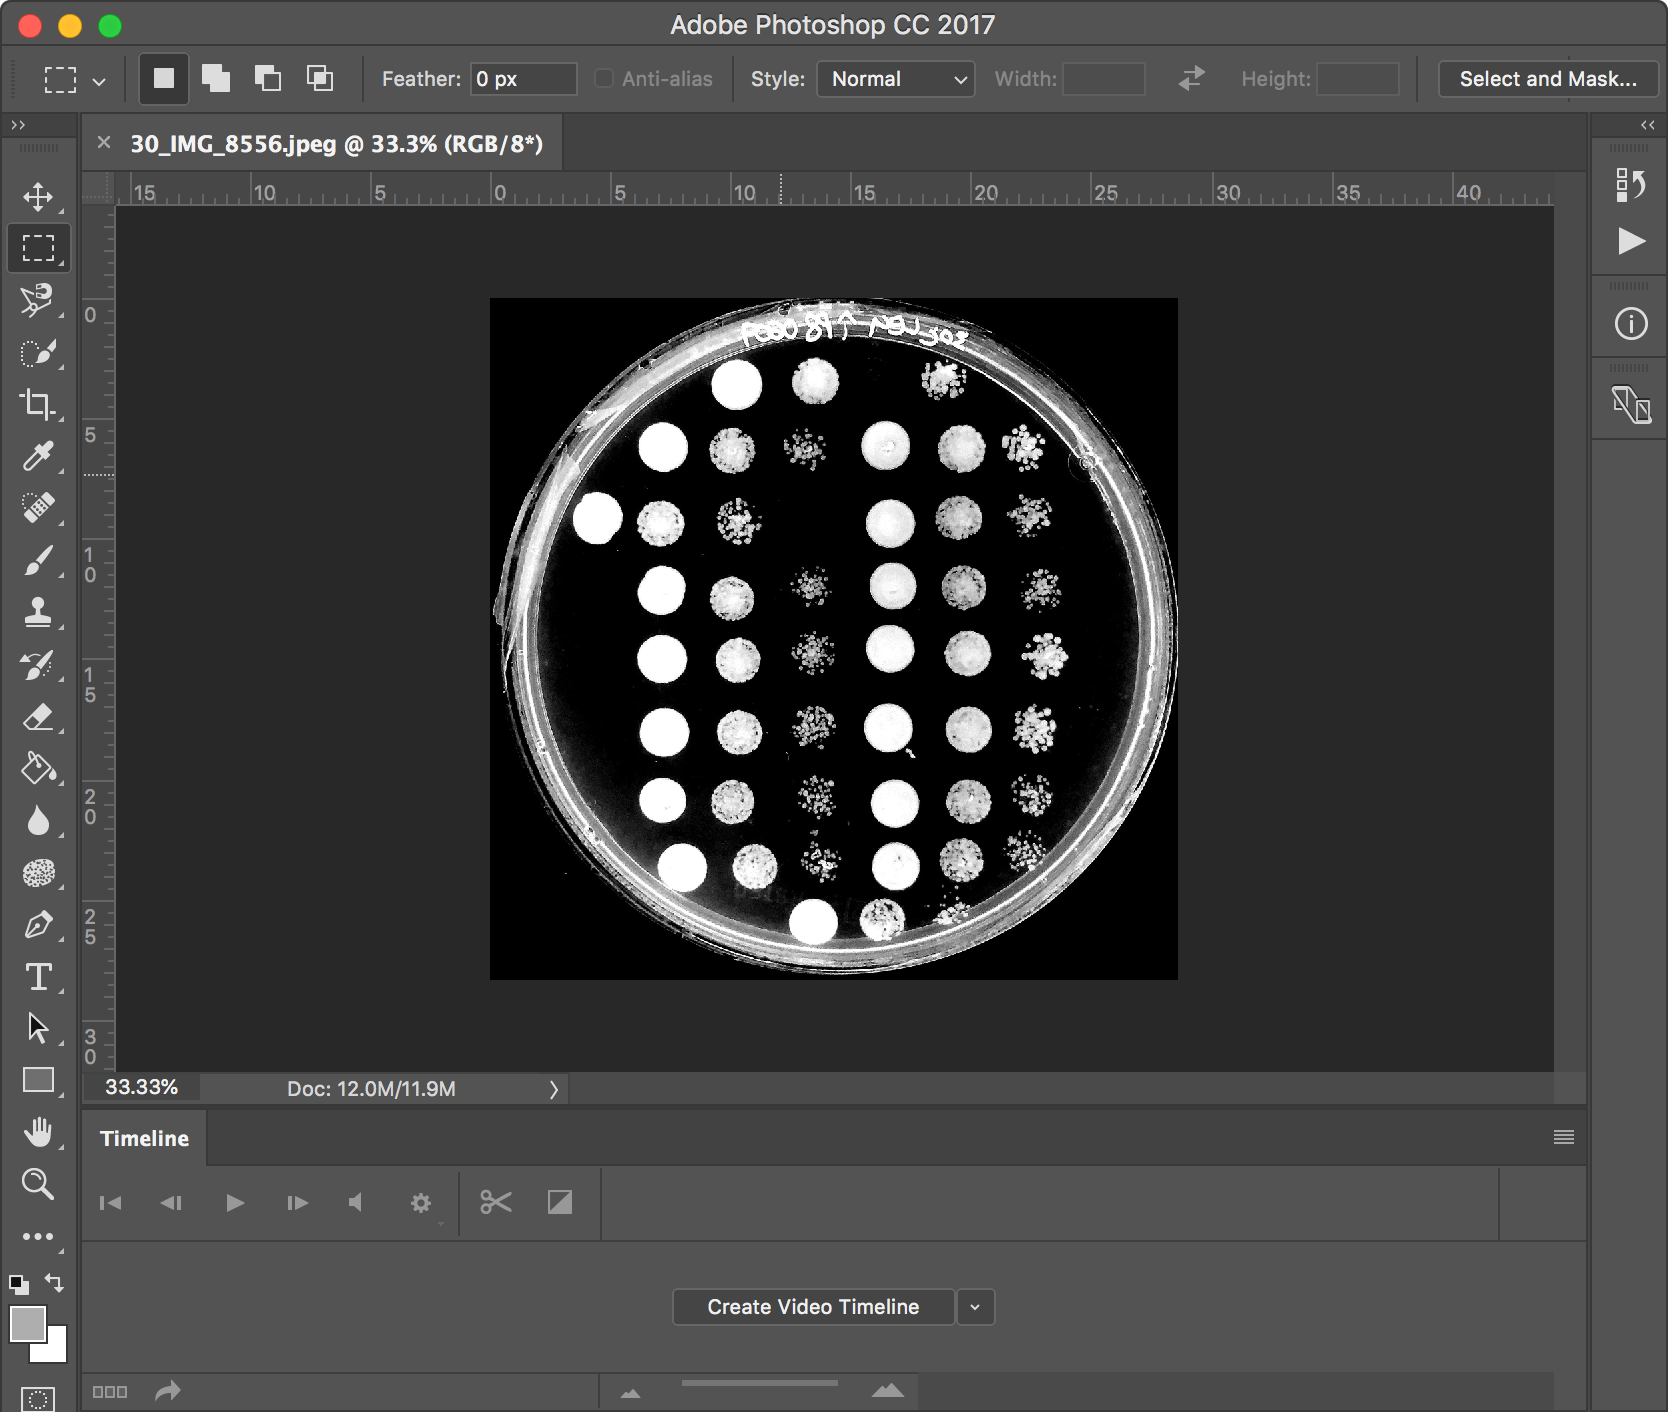 Adobe Photoshop CC 2017
Feather: 0 px Anti-alias Style: Normal Width: Height: Select and Mask...
30_IMG_8556.jpeg @ 33.3% (RGB/8*)
15 10 5 0 5 10 15 20 25 30 35 40
0
5
10
15
20
25
30
33.33% Doc: 12.0M/11.9M
Timeline
Create Video Timeline